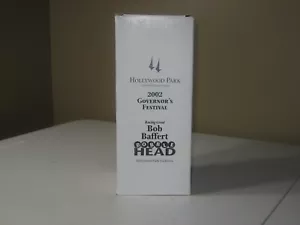 HOLLYWOOD PARK
2002
GOVERNOR'S
FESTIVAL
Bob
Baffert
BOBBLE
HEAD